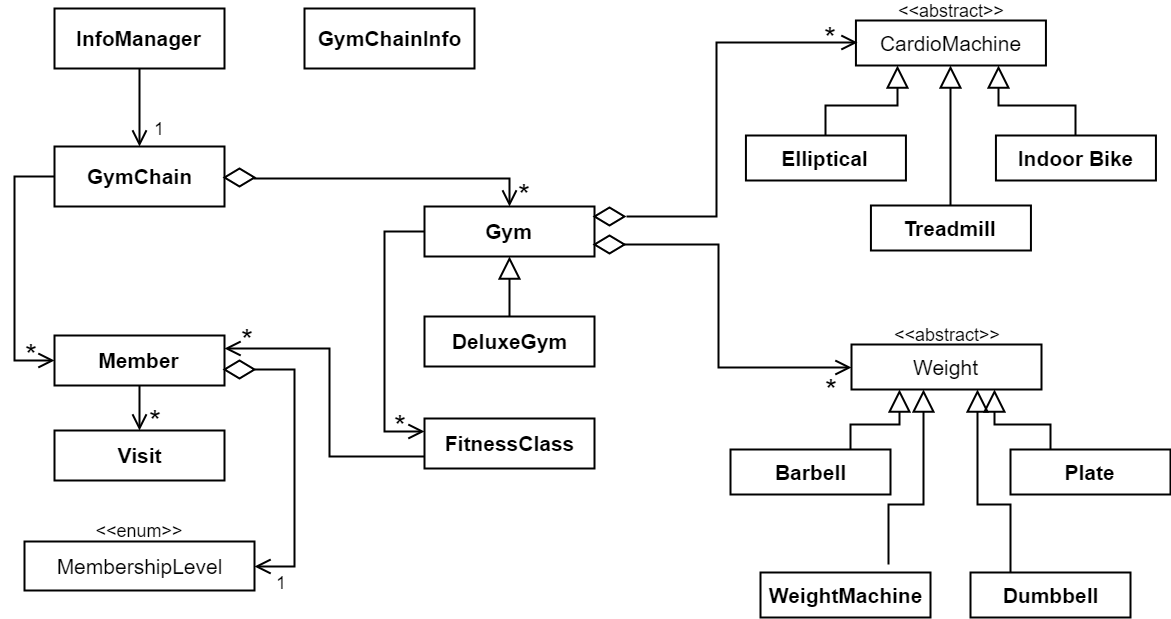 <<abstract>>
InfoManager
GymChainInfo
*
CardioMachine
1
Elliptical
Indoor Bike
GymChain
*
Gym
Treadmill
<<abstract>>
*
*
Member
DeluxeGym
Weight
*
*
*
Visit
FitnessClass
Barbell
Plate
<<enum>>
MembershipLevel
1
WeightMachine
Dumbbell